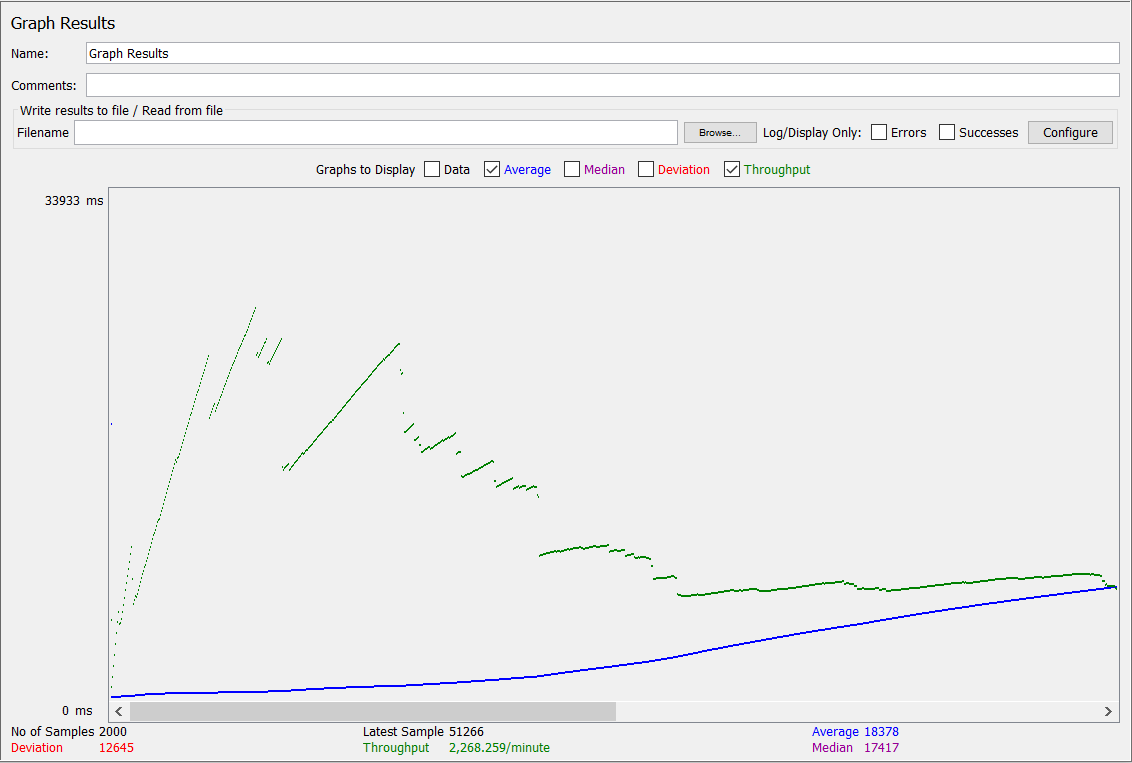 Graph Results
Name: Graph Results
Comments:
Write results to file / Read from file
Filename Browse... Log/Display Only: Errors Successes Configure
Graphs to Display Data Average Median Deviation Throughput
33933 ms
0 ms
No of Samples 2000 Latest Sample 51266 Average 18378
Deviation 12645 Throughput 2,268.259/minute Median 17417